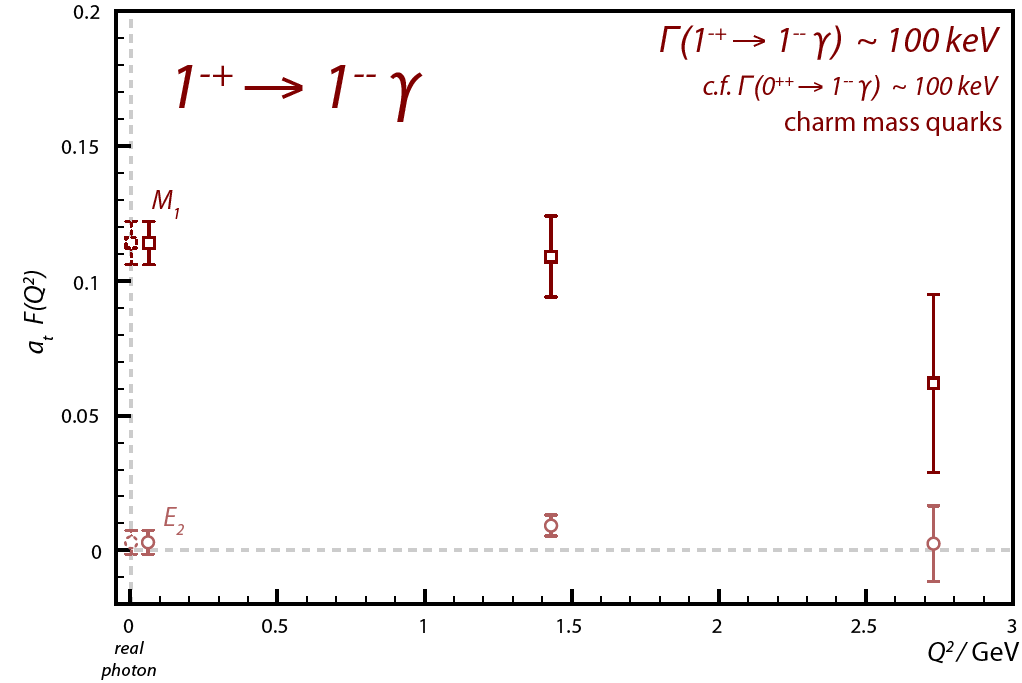 0.2
1⁻⁺ → 1⁻⁻ γ
Γ(1⁻⁺ → 1⁻⁻ γ) ~ 100 keV
c.f. Γ(0⁺⁺ → 1⁻⁻ γ) ~ 100 keV
charm mass quarks
0.15
M₁
0.1
aₜ F(Q²)
0.05
E₂
0
0 0.5 1 1.5 2 2.5 3
real
photon
Q² / GeV